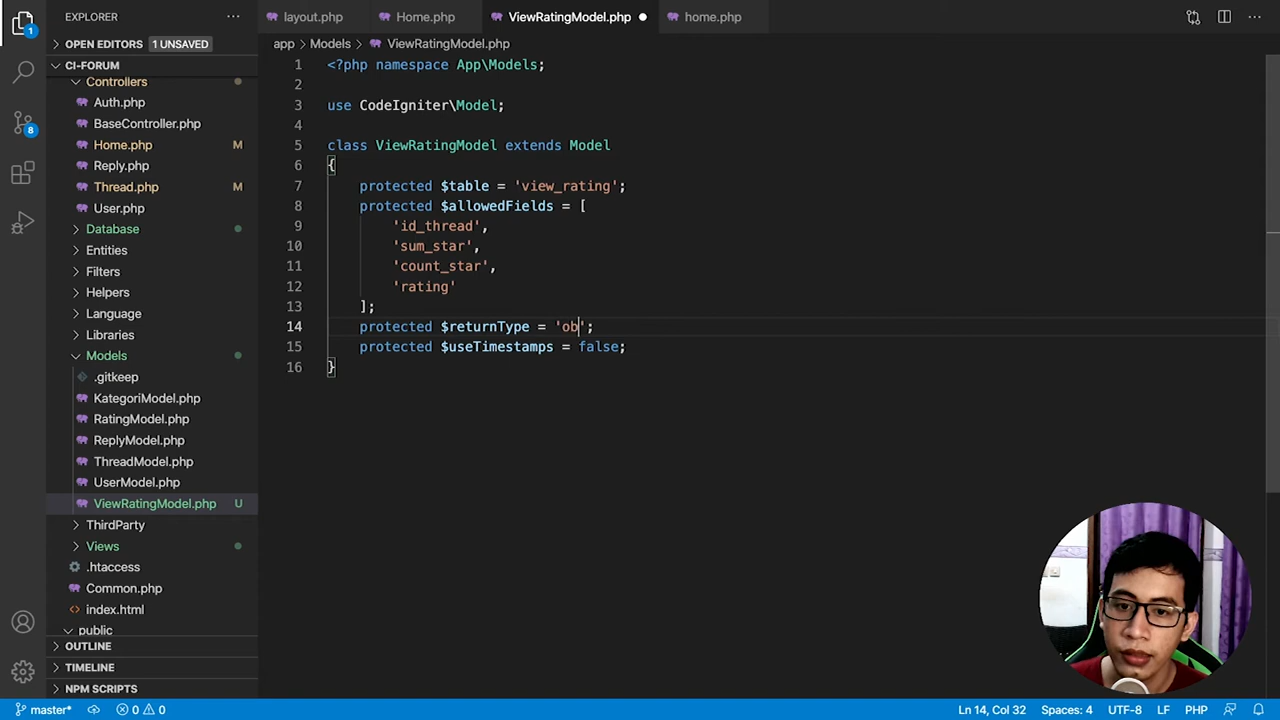 EXPLORER
···
layout.php
Home.php
ViewRatingModel.php
home.php
···
OPEN EDITORS
1 UNSAVED
app > Models > ViewRatingModel.php
CI-FORUM
Controllers
Auth.php
BaseController.php
Home.php M
Reply.php
Thread.php M
User.php
Database
Entities
Filters
Helpers
Language
Libraries
Models
.gitkeep
KategoriModel.php
RatingModel.php
ReplyModel.php
ThreadModel.php
UserModel.php
ViewRatingModel.php U
ThirdParty
Views
.htaccess
Common.php
index.html
public
OUTLINE
TIMELINE
NPM SCRIPTS
1
8
1 <?php namespace App\Models;
2
3 use CodeIgniter\Model;
4
5 class ViewRatingModel extends Model
6 {
7 protected $table = 'view_rating';
8 protected $allowedFields = [
9 'id_thread',
10 'sum_star',
11 'count_star',
12 'rating'
13 ];
14 protected $returnType = 'ob';
15 protected $useTimestamps = false;
16 }
master* 0 0
Ln 14, Col 32 Spaces: 4 UTF-8 LF PHP